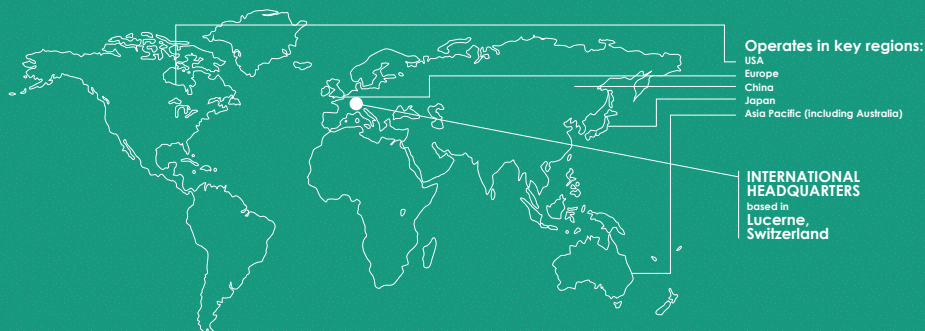 Operates in key regions:
USA
Europe
China
Japan
Asia Pacific (including Australia)
INTERNATIONAL
HEADQUARTERS
based in
Lucerne,
Switzerland